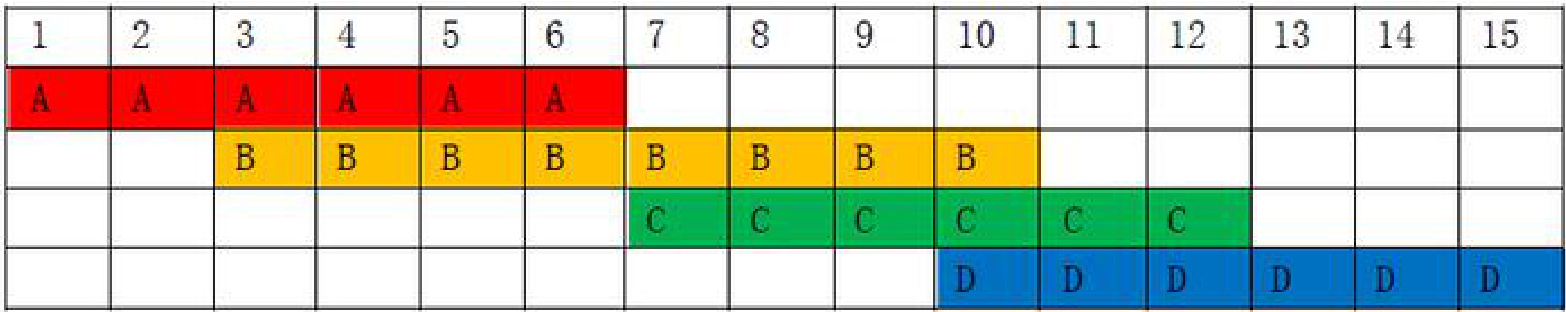 1 2 3 4 5 6 7 8 9 10 11 12 13 14 15
A A A A A A
B B B B B B B B
C C C C C C
D D D D D D